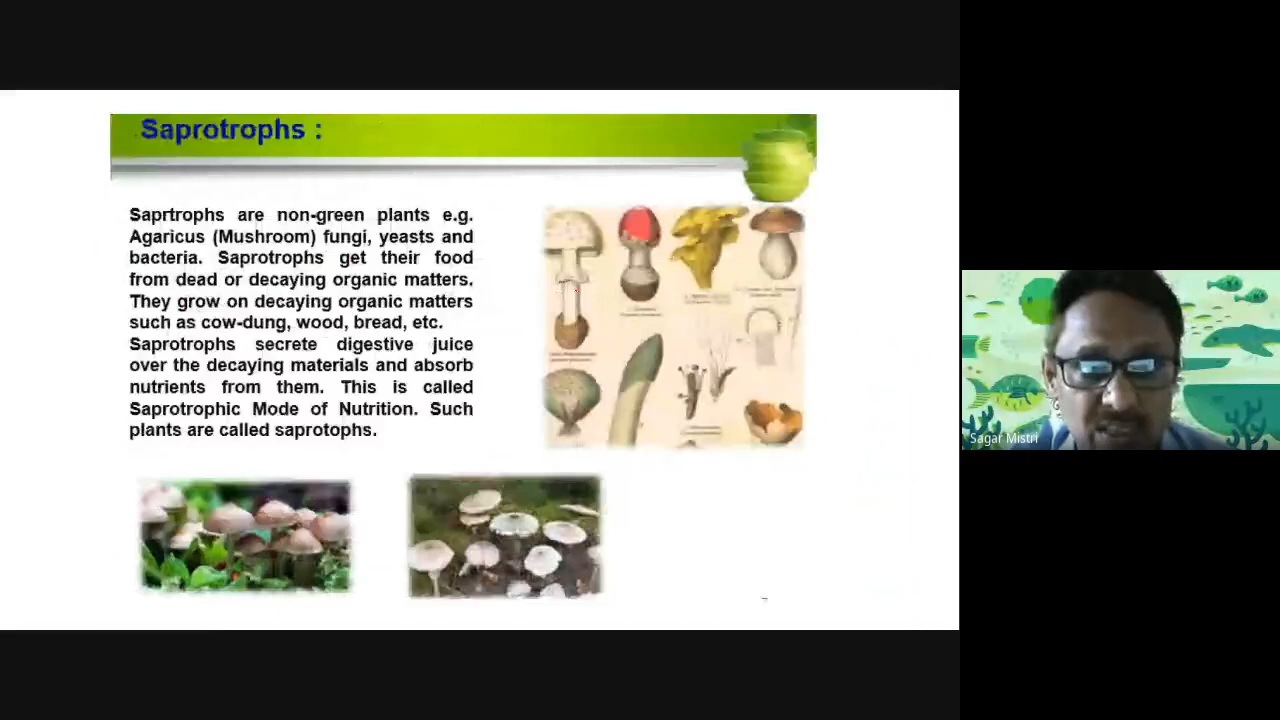 Saprotrophs :
Saprtrophs are non-green plants e.g.
Agaricus (Mushroom) fungi, yeasts and
bacteria. Saprotrophs get their food
from dead or decaying organic matters.
They grow on decaying organic matters
such as cow-dung, wood, bread, etc.
Saprotrophs secrete digestive juice
over the decaying materials and absorb
nutrients from them. This is called
Saprotrophic Mode of Nutrition. Such
plants are called saprotophs.
Sagar Mistri